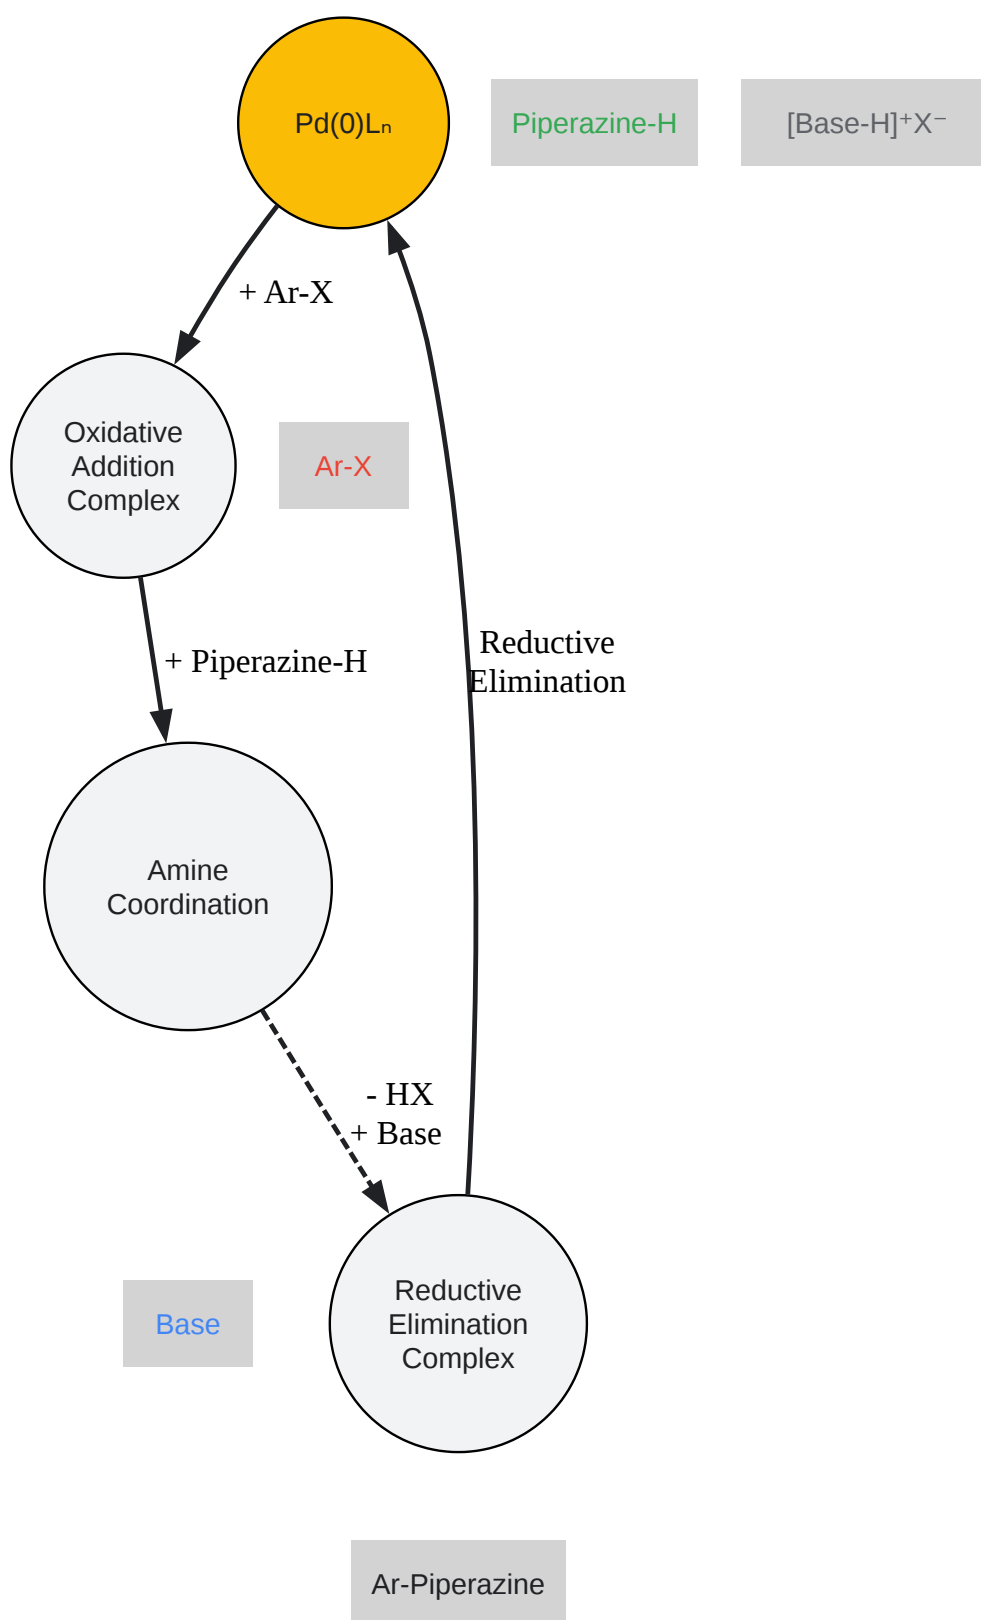 Pd(0)Lₙ
Piperazine-H
[Base-H]⁺X⁻
+ Ar-X
Oxidative
Addition
Complex
Ar-X
+ Piperazine-H
Reductive
Elimination
Amine
Coordination
- HX
+ Base
Base
Reductive
Elimination
Complex
Ar-Piperazine